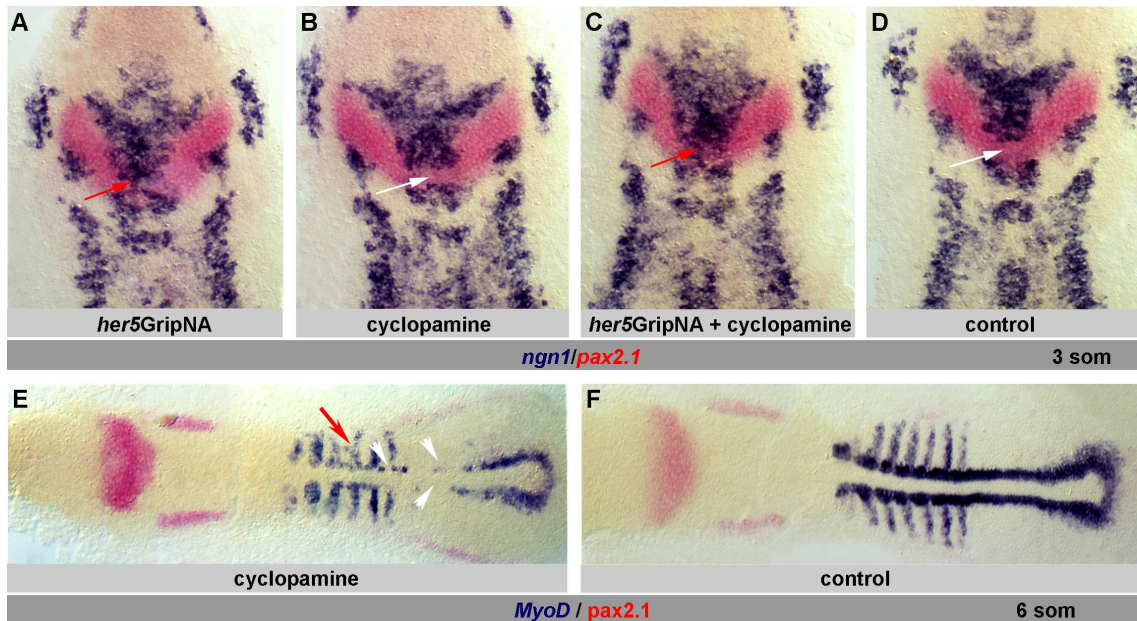 A
B
C
D
her5GripNA
cyclopamine
her5GripNA + cyclopamine
control
ngn1/pax2.1
3 som
E
F
cyclopamine
control
MyoD / pax2.1
6 som